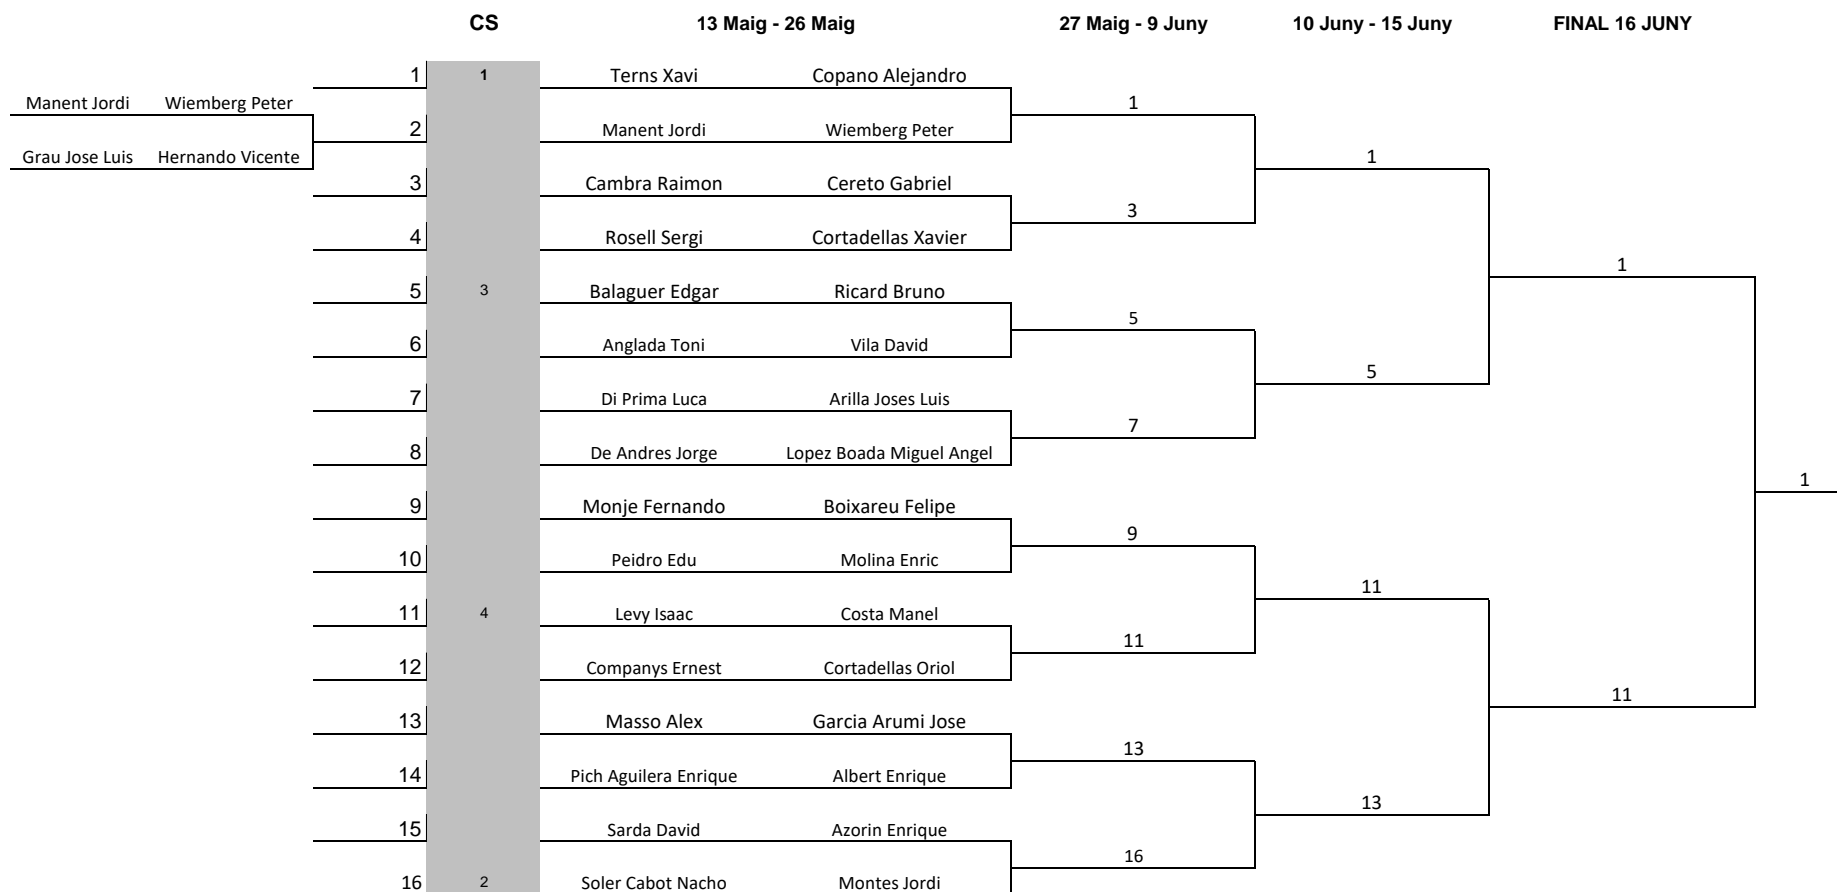 CS 13 Maig - 26 Maig 27 Maig - 9 Juny 10 Juny - 15 Juny FINAL 16 JUNY
1 1 Terns Xavi Copano Alejandro
Manent Jordi Wiemberg Peter 1
2 Manent Jordi Wiemberg Peter
Grau Jose Luis Hernando Vicente 1
3 Cambra Raimon Cereto Gabriel
3
4 Rosell Sergi Cortadellas Xavier
1
5 3 Balaguer Edgar Ricard Bruno
5
6 Anglada Toni Vila David
5
7 Di Prima Luca Arilla Joses Luis
7
8 De Andres Jorge Lopez Boada Miguel Angel
1
9 Monje Fernando Boixareu Felipe
9
10 Peidro Edu Molina Enric
11
11 4 Levy Isaac Costa Manel
11
12 Companys Ernest Cortadellas Oriol
11
13 Masso Alex Garcia Arumi Jose
13
14 Pich Aguilera Enrique Albert Enrique
13
15 Sarda David Azorin Enrique
16
16 2 Soler Cabot Nacho Montes Jordi